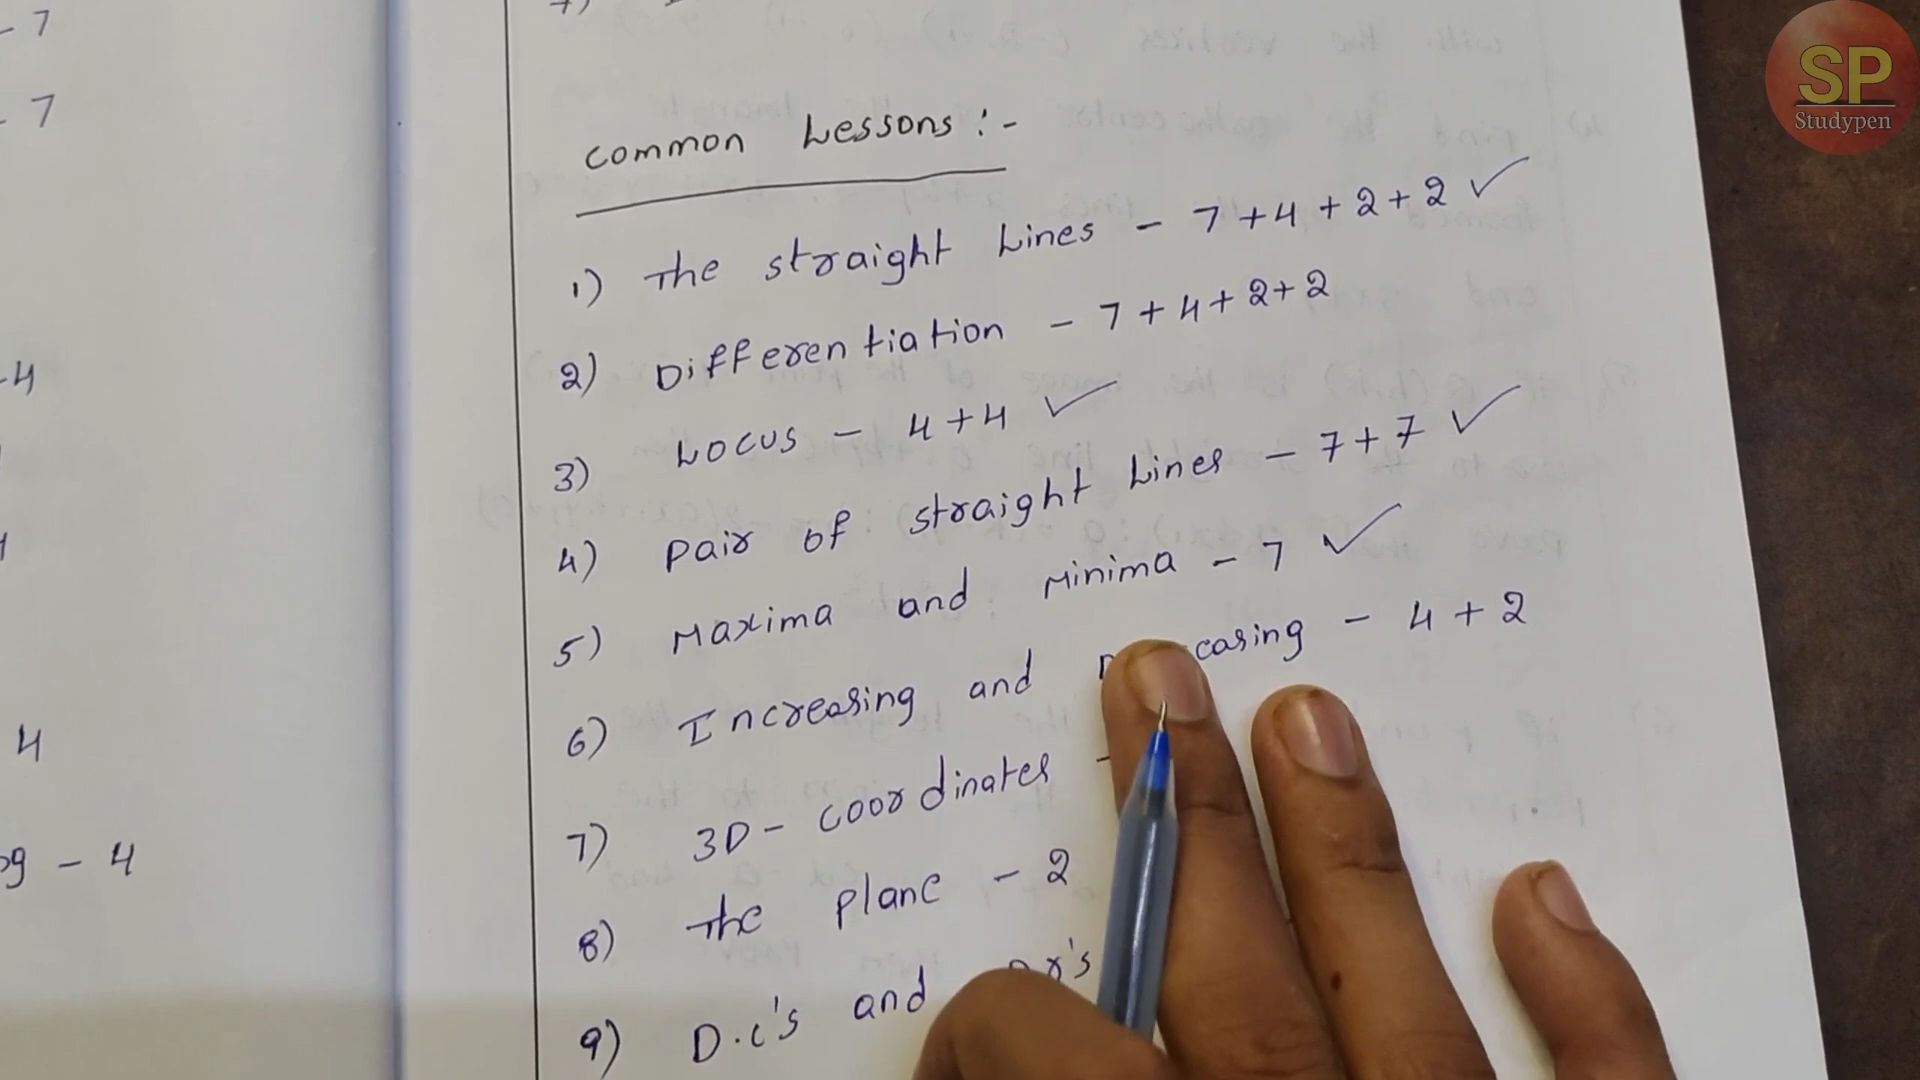 - 7
- 7
-4
4
og - 4
common Lessons :-
1) The straight Lines - 7+4+2+2 ✓
2) Differentiation - 7+4+2+2
3) Locus - 4+4 ✓
4) Pair of straight Lines - 7+7 ✓
5) Maxima and Minima - 7 ✓
6) Increasing and - 4+2
7) 3D - coordinates -
8) The plane - 2
9) D.c's and
SP
Studypen